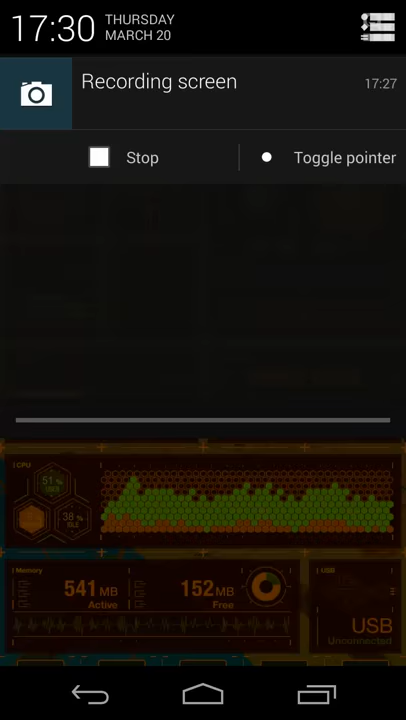 17:30 THURSDAY
MARCH 20
Recording screen 17:27
Stop Toggle pointer
CPU
51 %
USER
38 %
IDLE
Memory
541 MB
Active
152 MB
Free
USB
USB
Unconnected